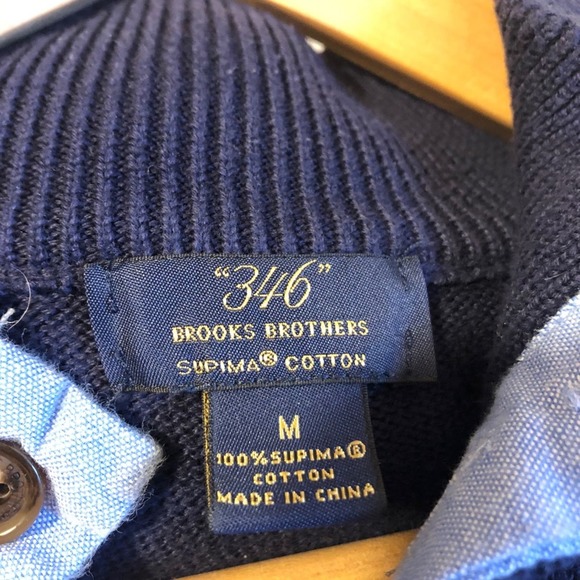 “346”
BROOKS BROTHERS
SUPIMA® COTTON
M
100% SUPIMA®
COTTON
MADE IN CHINA